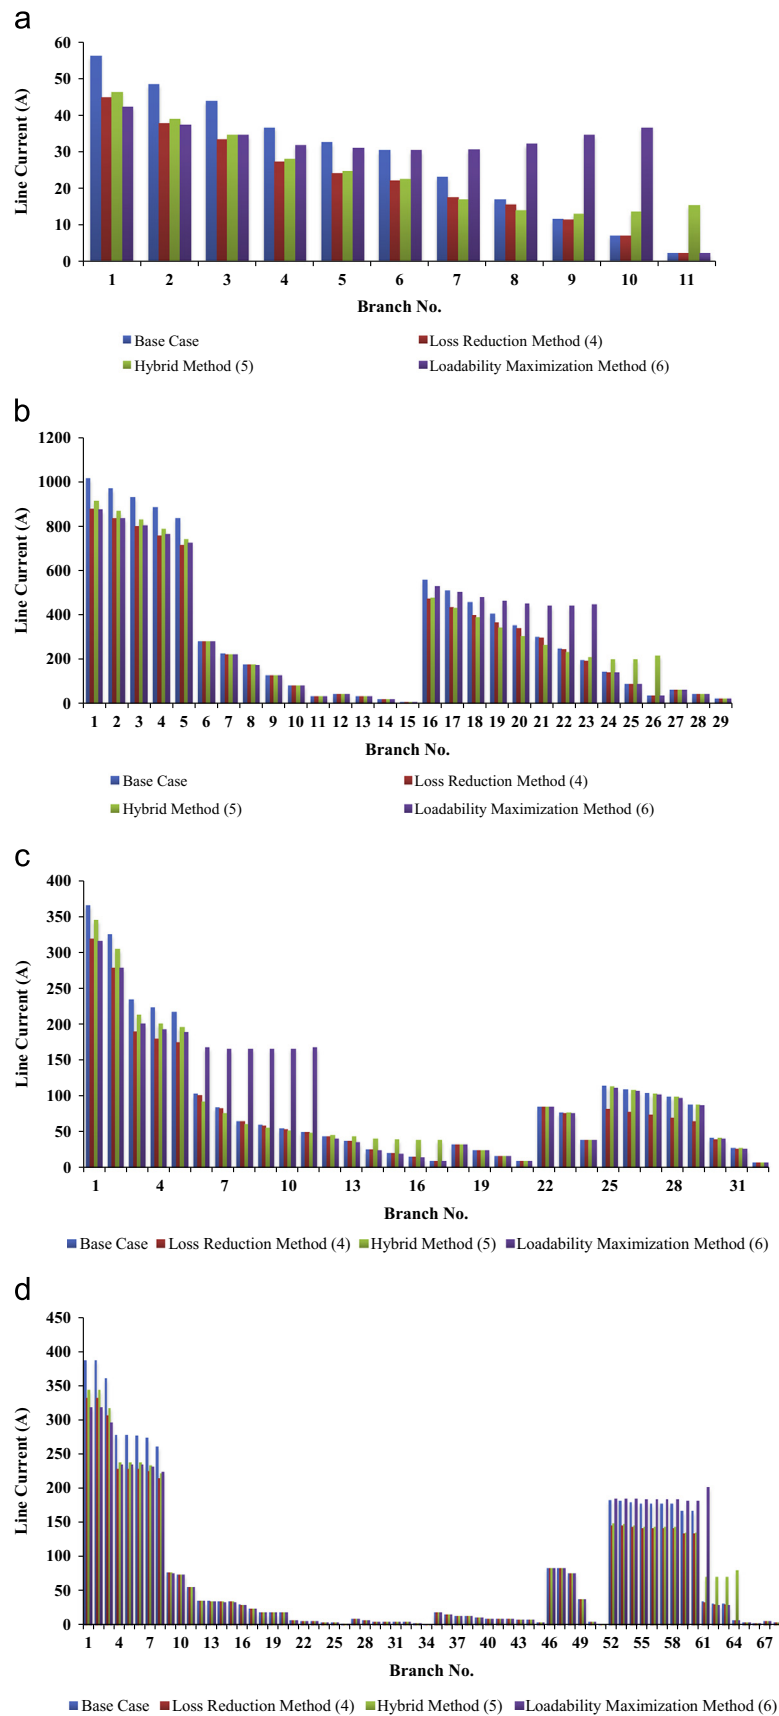 a
60
50
40
30
20
10
0
Line Current (A)
1 2 3 4 5 6 7 8 9 10 11
Branch No.
Base Case Loss Reduction Method (4)
Hybrid Method (5) Loadability Maximization Method (6)
b
1200
1000
800
600
400
200
0
Line Current (A)
1 2 3 4 5 6 7 8 9 10 11 12 13 14 15 16 17 18 19 20 21 22 23 24 25 26 27 28 29
Branch No.
Base Case Loss Reduction Method (4)
Hybrid Method (5) Loadability Maximization Method (6)
c
400
350
300
250
200
150
100
50
0
Line Current (A)
1 4 7 10 13 16 19 22 25 28 31
Branch No.
Base Case Loss Reduction Method (4) Hybrid Method (5) Loadability Maximization Method (6)
d
450
400
350
300
250
200
150
100
50
0
Line Current (A)
1 4 7 10 13 16 19 22 25 28 31 34 37 40 43 46 49 52 55 58 61 64 67
Branch No.
Base Case Loss Reduction Method (4) Hybrid Method (5) Loadability Maximization Method (6)